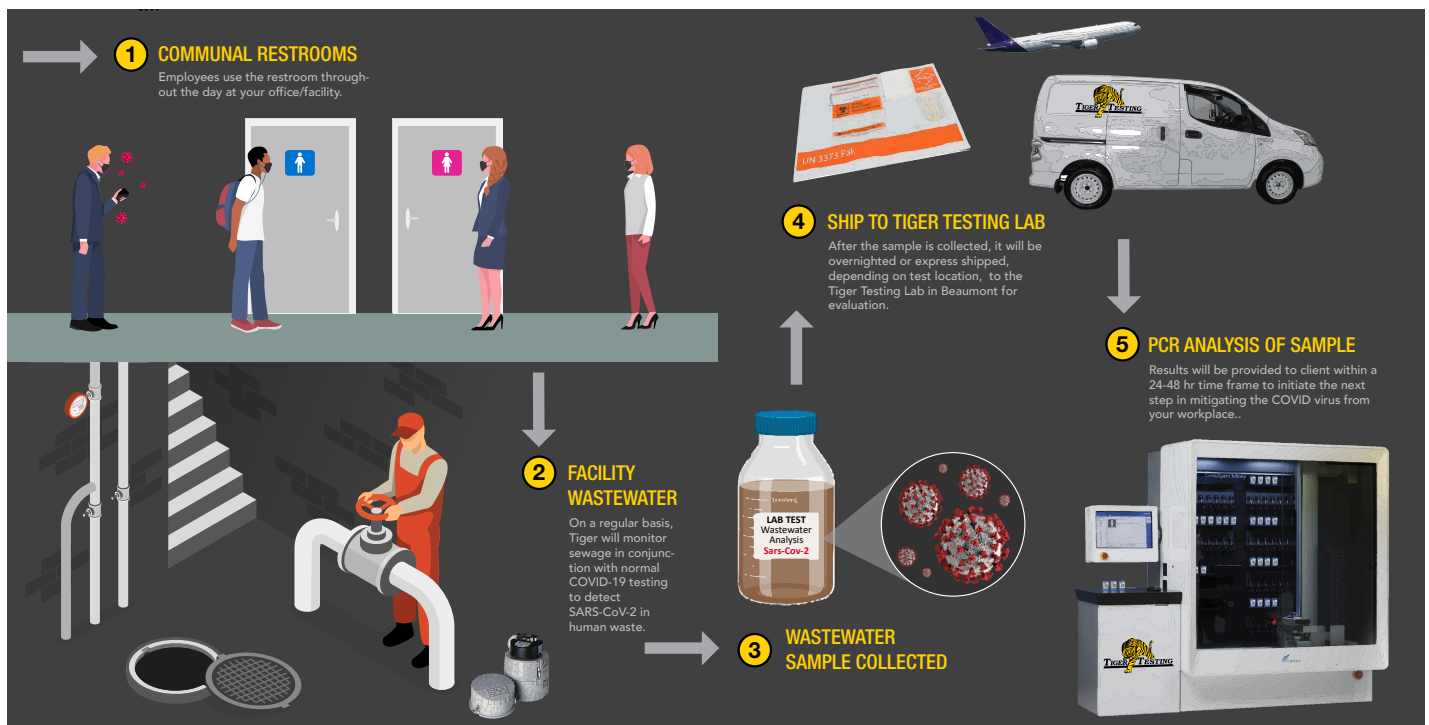 1 COMMUNAL RESTROOMS
Employees use the restroom through-
out the day at your office/facility.
2 FACILITY
WASTEWATER
On a regular basis,
Tiger will monitor
sewage in conjunc-
tion with normal
COVID-19 testing
to detect
SARS-CoV-2 in
human waste.
1000mL
LAB TEST
Wastewater
Analysis
Sars-Cov-2
3 WASTEWATER
SAMPLE COLLECTED
UN 3373 Pak
TIGER TESTING
4 SHIP TO TIGER TESTING LAB
After the sample is collected, it will be
overnighted or express shipped,
depending on test location, to the
Tiger Testing Lab in Beaumont for
evaluation.
5 PCR ANALYSIS OF SAMPLE
Results will be provided to client within a
24-48 hr time frame to initiate the next
step in mitigating the COVID virus from
your workplace..
GeneXpert Infinity
TIGER TESTING